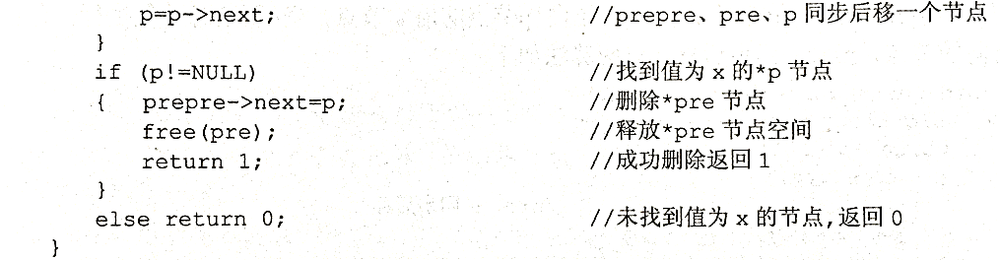 p=p->next; //prepre、pre、p 同步后移一个节点
}
if (p!=NULL) //找到值为 x 的*p 节点
{ prepre->next=p; //删除*pre 节点
free(pre); //释放*pre 节点空间
return 1; //成功删除返回 1
}
else return 0; //未找到值为 x 的节点,返回 0
}